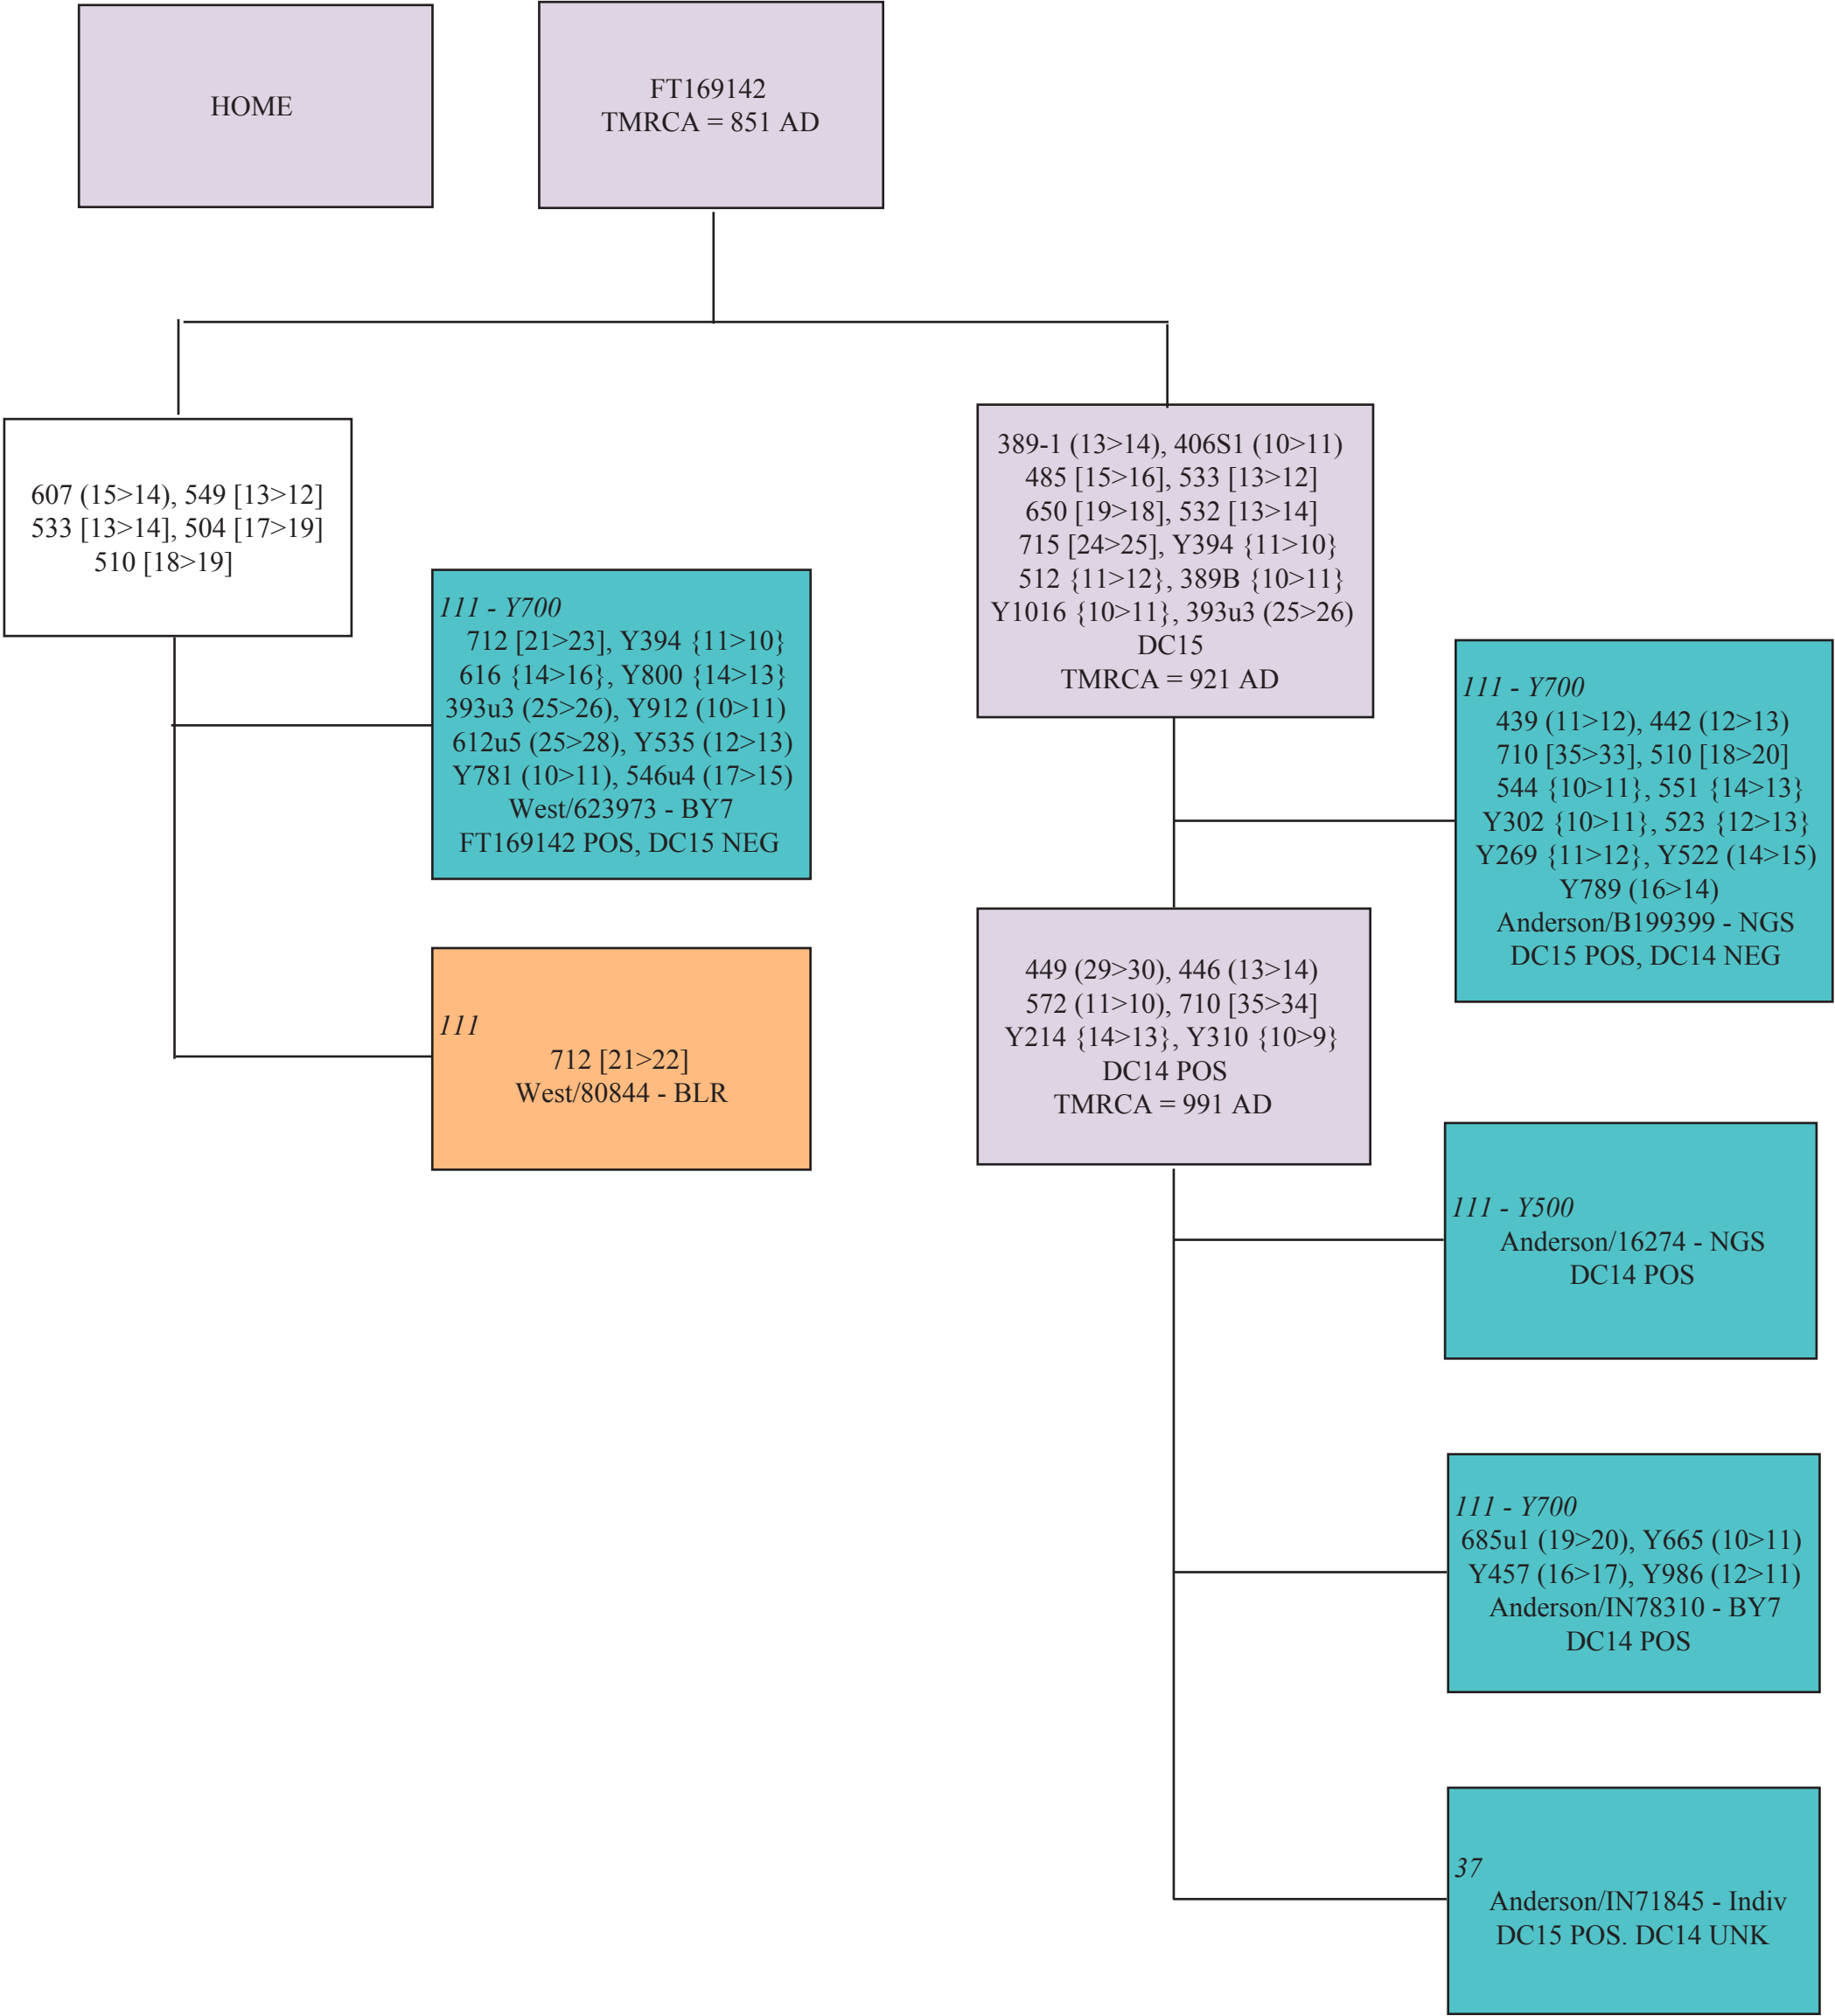 HOME
FT169142
TMRCA = 851 AD
607 (15>14), 549 [13>12]
533 [13>14], 504 [17>19]
510 [18>19]
111 - Y700
712 [21>23], Y394 {11>10}
616 {14>16}, Y800 {14>13}
393u3 (25>26), Y912 (10>11)
612u5 (25>28), Y535 (12>13)
Y781 (10>11), 546u4 (17>15)
West/623973 - BY7
FT169142 POS, DC15 NEG
111
712 [21>22]
West/80844 - BLR
389-1 (13>14), 406S1 (10>11)
485 [15>16], 533 [13>12]
650 [19>18], 532 [13>14]
715 [24>25], Y394 {11>10}
512 {11>12}, 389B {10>11}
Y1016 {10>11}, 393u3 (25>26)
DC15
TMRCA = 921 AD
111 - Y700
439 (11>12), 442 (12>13)
710 [35>33], 510 [18>20]
544 {10>11}, 551 {14>13}
Y302 {10>11}, 523 {12>13}
Y269 {11>12}, Y522 (14>15)
Y789 (16>14)
Anderson/B199399 - NGS
DC15 POS, DC14 NEG
449 (29>30), 446 (13>14)
572 (11>10), 710 [35>34]
Y214 {14>13}, Y310 {10>9}
DC14 POS
TMRCA = 991 AD
111 - Y500
Anderson/16274 - NGS
DC14 POS
111 - Y700
685u1 (19>20), Y665 (10>11)
Y457 (16>17), Y986 (12>11)
Anderson/IN78310 - BY7
DC14 POS
37
Anderson/IN71845 - Indiv
DC15 POS. DC14 UNK